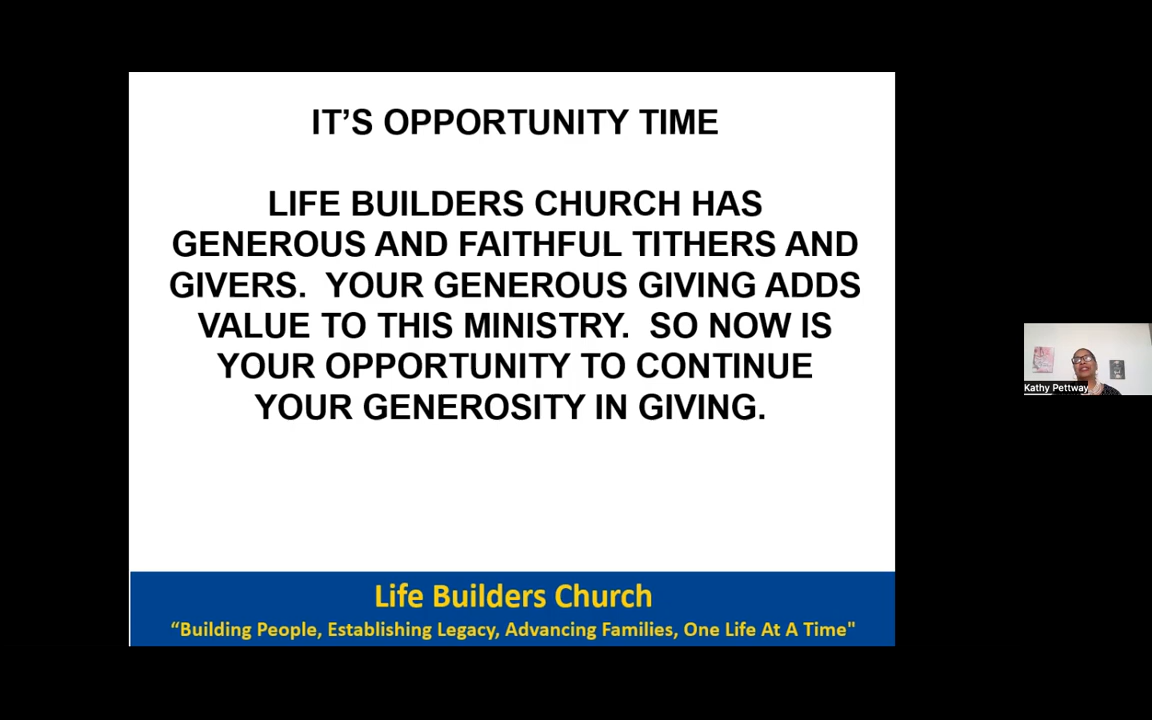 IT’S OPPORTUNITY TIME
LIFE BUILDERS CHURCH HAS
GENEROUS AND FAITHFUL TITHERS AND
GIVERS.  YOUR GENEROUS GIVING ADDS
VALUE TO THIS MINISTRY.  SO NOW IS
YOUR OPPORTUNITY TO CONTINUE
YOUR GENEROSITY IN GIVING.
Kathy Pettway
Life Builders Church
“Building People, Establishing Legacy, Advancing Families, One Life At A Time"